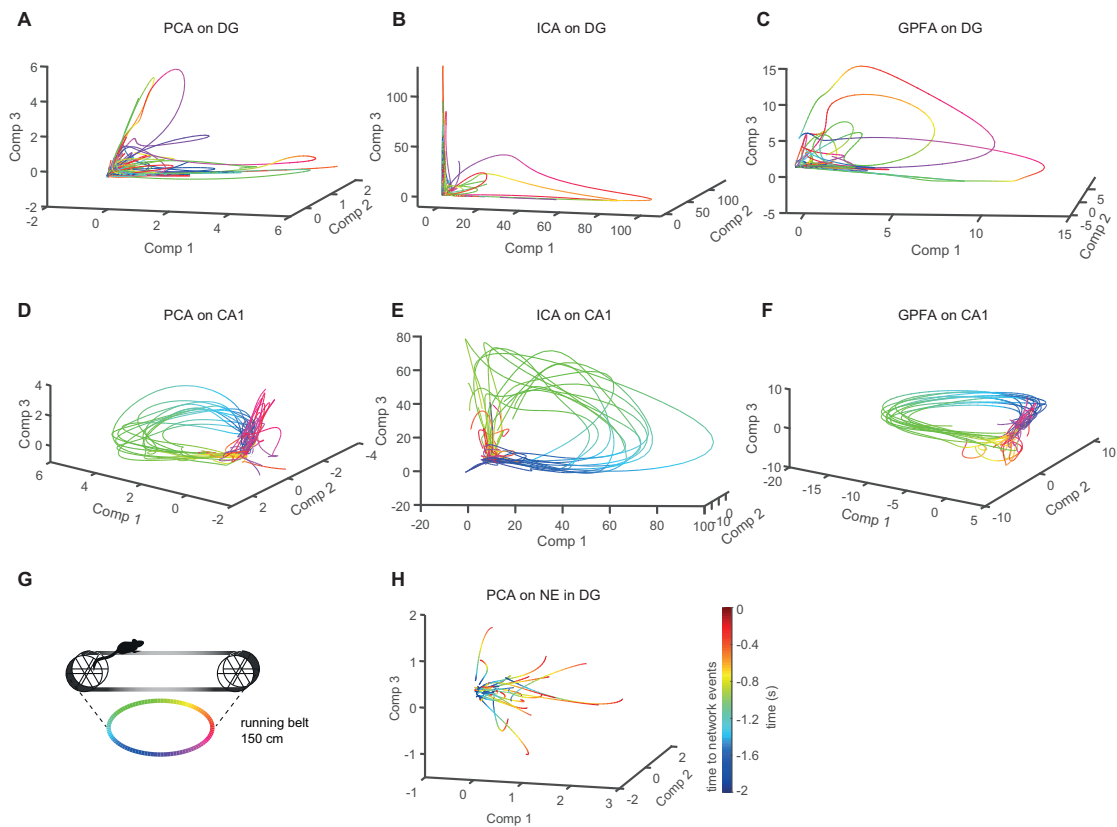 A
PCA on DG
6
4
2
0
-2
Comp 3
-2
0
2
4
6
Comp 1
0
1
2
Comp 2
B
ICA on DG
100
50
0
Comp 3
0
20
40
60
80
100
Comp 1
0
50
100
Comp 2
C
GPFA on DG
15
10
5
0
-5
Comp 3
0
5
10
15
Comp 1
-5
0
5
Comp 2
D
PCA on CA1
4
2
0
Comp 3
6
4
2
0
-2
Comp 1
2
0
-2
-4
Comp 2
E
ICA on CA1
80
60
40
20
0
-20
Comp 3
-20
0
20
40
60
80
100
Comp 1
-10
0
Comp 2
F
GPFA on CA1
10
0
-10
Comp 3
-20
-15
-10
-5
0
5
Comp 1
-10
0
10
Comp 2
G
running belt
150 cm
H
PCA on NE in DG
2
1
0
-1
Comp 3
-1
0
1
2
3
Comp 1
-2
0
2
Comp 2
0
-0.4
-0.8
-1.2
-1.6
-2
time to network events
time (s)